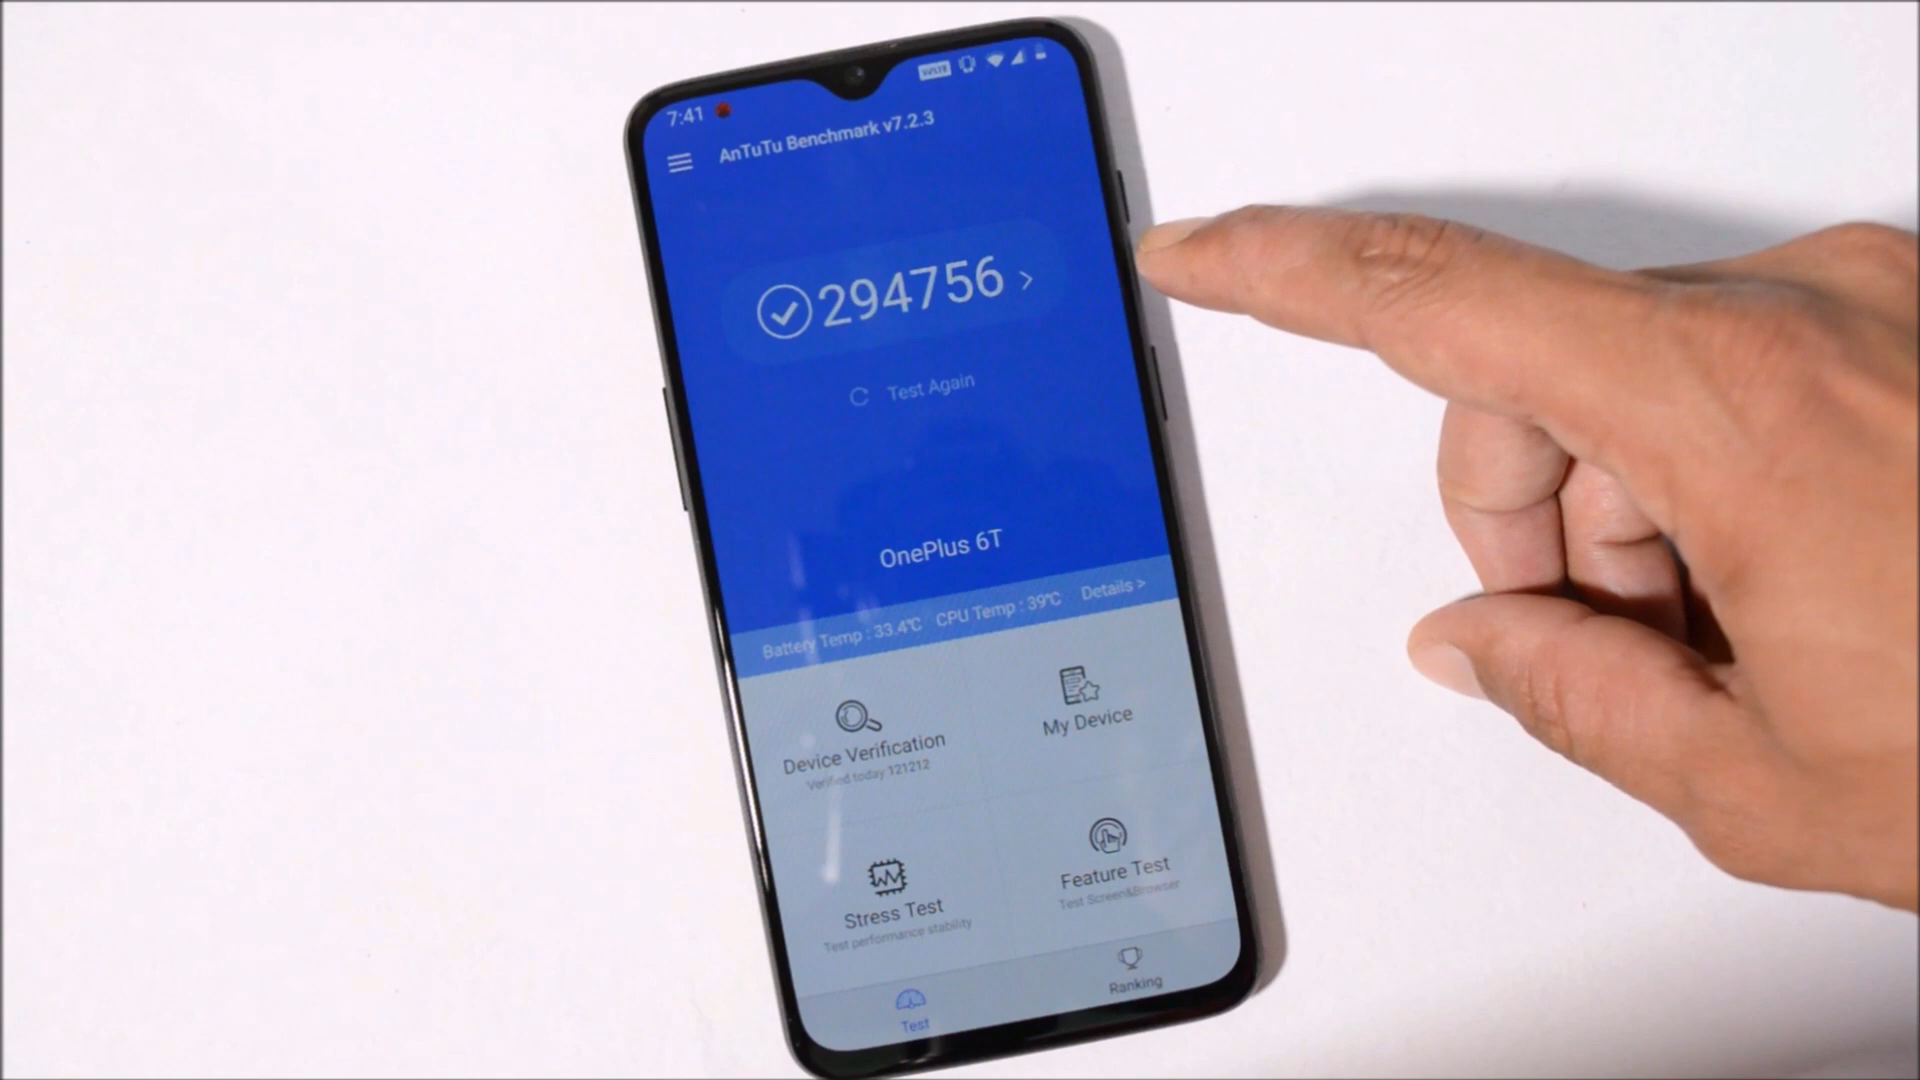 7:41
VoLTE
AnTuTu Benchmark v7.2.3
294756 >
Test Again
OnePlus 6T
Battery Temp : 33.4℃ CPU Temp : 39℃ Details >
Device Verification
Verified today 121212
My Device
Stress Test
Test performance stability
Feature Test
Test Screen&Browser
Test
Ranking